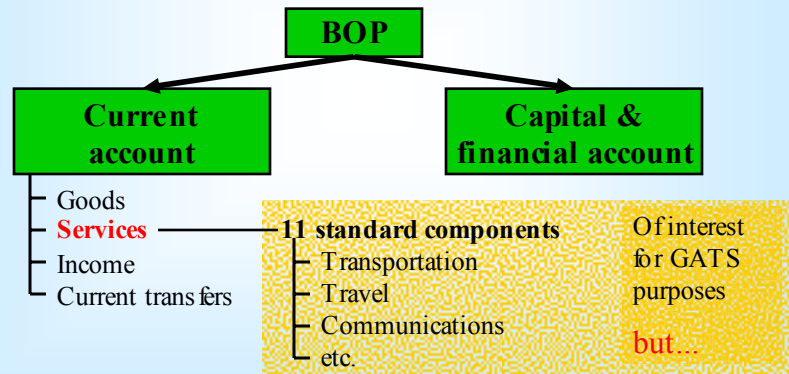 BOP
Current
account
Capital &
financial account
Goods
Services
Income
Current transfers
11 standard components
Transportation
Travel
Communications
etc.
Of interest
for GATS
purposes
but...